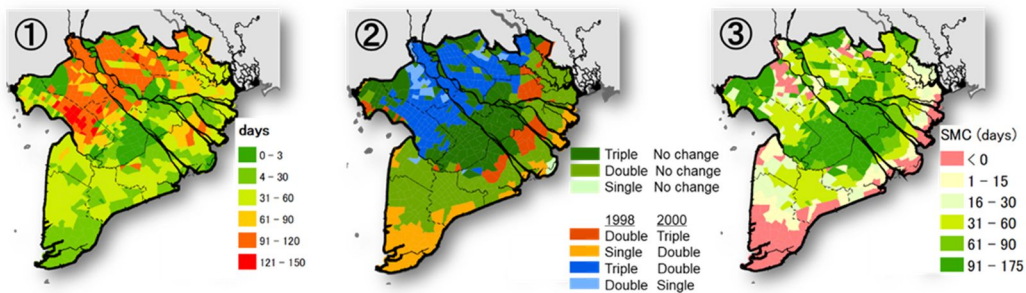 ①
days
0 - 3
4 - 30
31 - 60
61 - 90
91 - 120
121 - 150
②
Triple No change
Double No change
Single No change
1998 2000
Double Triple
Single Double
Triple Double
Double Single
③
SMC (days)
< 0
1 - 15
16 - 30
31 - 60
61 - 90
91 - 175